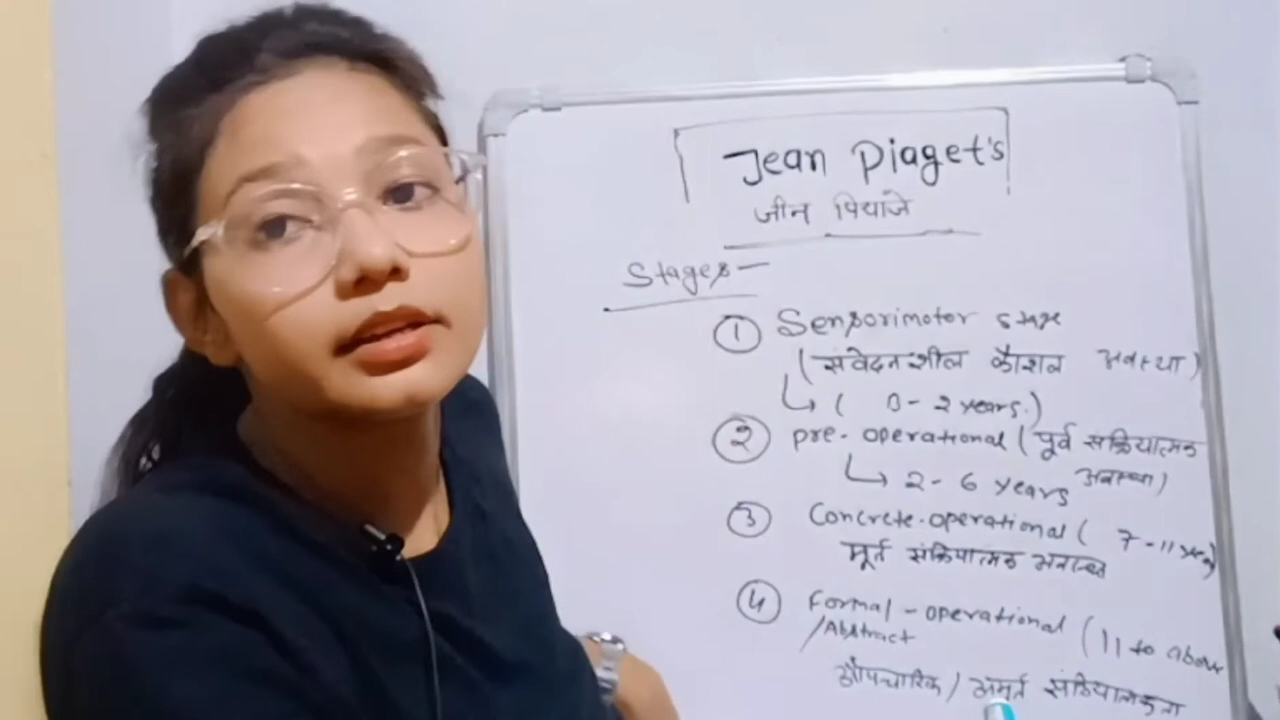 Jean Piaget's
जीन पियाजे
Stages-
① Sensorimotor stage
(संवेदनशील कौशल अवस्था)
↳ ( 0 - 2 years.)
② pre-operational (पूर्व संक्रियात्मक
अवस्था)
↳ 2 - 6 years
③ Concrete-operational ( 7-11 years)
मूर्त संक्रियात्मक अवस्था
④ Formal-operational ( 11 to above
/Abstract
औपचारिक / अमूर्त संक्रियात्मकता